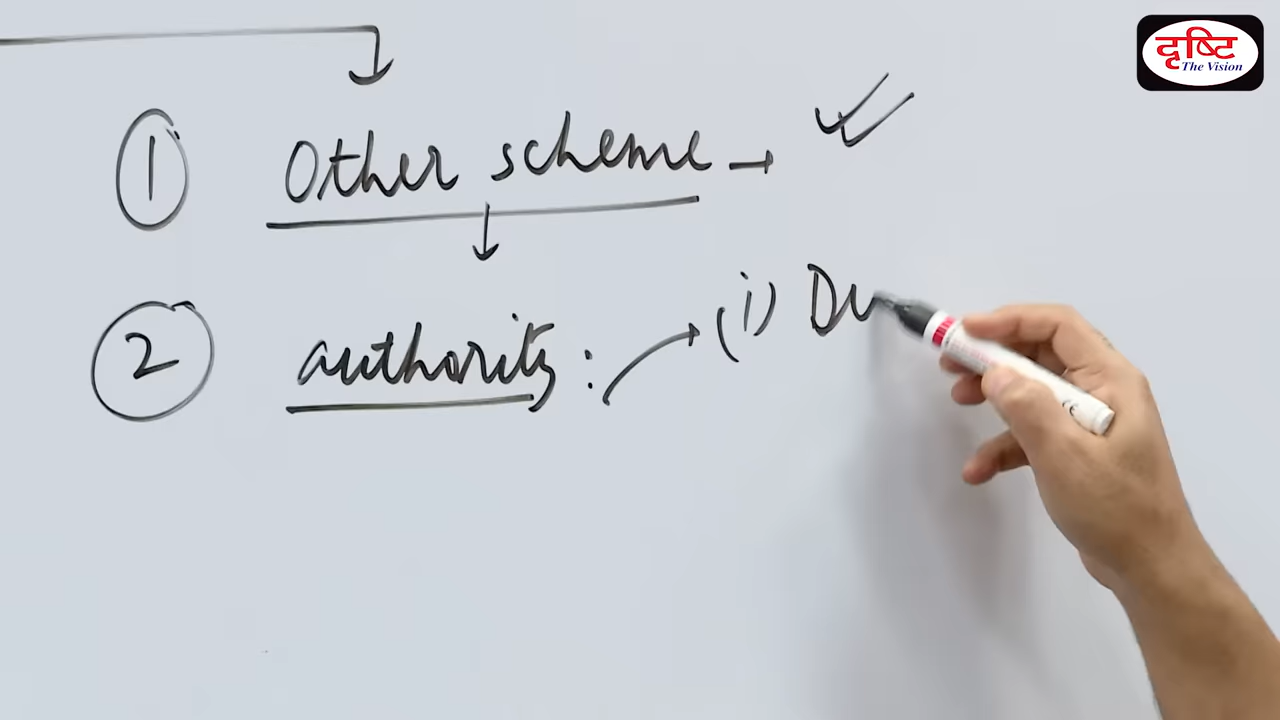 दृष्टि
The Vision
1 Other scheme →
2 authority: → (i) Du